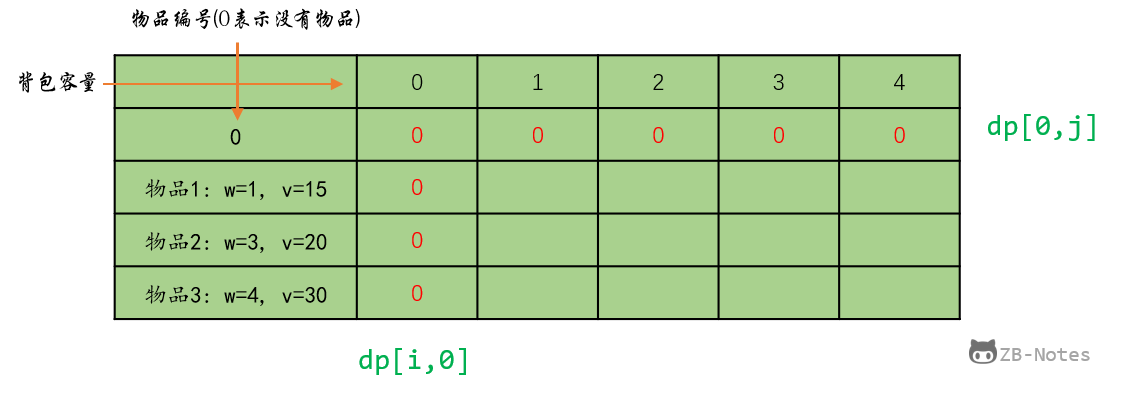 物品编号(0表示没有物品)
背包容量
0 1 2 3 4
0 0 0 0 0 0
dp[0,j]
物品1: w=1, v=15 0
物品2: w=3, v=20 0
物品3: w=4, v=30 0
dp[i,0]
ZB-Notes